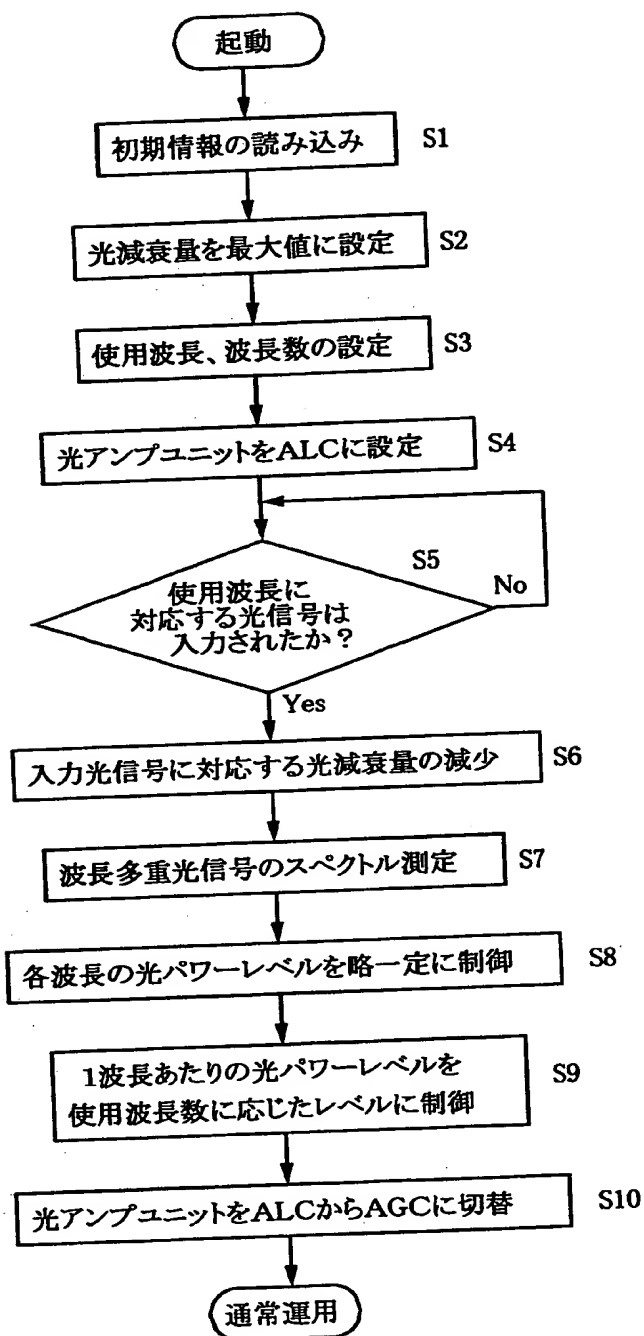 起動
初期情報の読み込み S1
光減衰量を最大値に設定 S2
使用波長、波長数の設定 S3
光アンプユニットをALCに設定 S4
S5
使用波長に
対応する光信号は
入力されたか？
No
Yes
入力光信号に対応する光減衰量の減少 S6
波長多重光信号のスペクトル測定 S7
各波長の光パワーレベルを略一定に制御 S8
1波長あたりの光パワーレベルを
使用波長数に応じたレベルに制御 S9
光アンプユニットをALCからAGCに切替 S10
通常運用